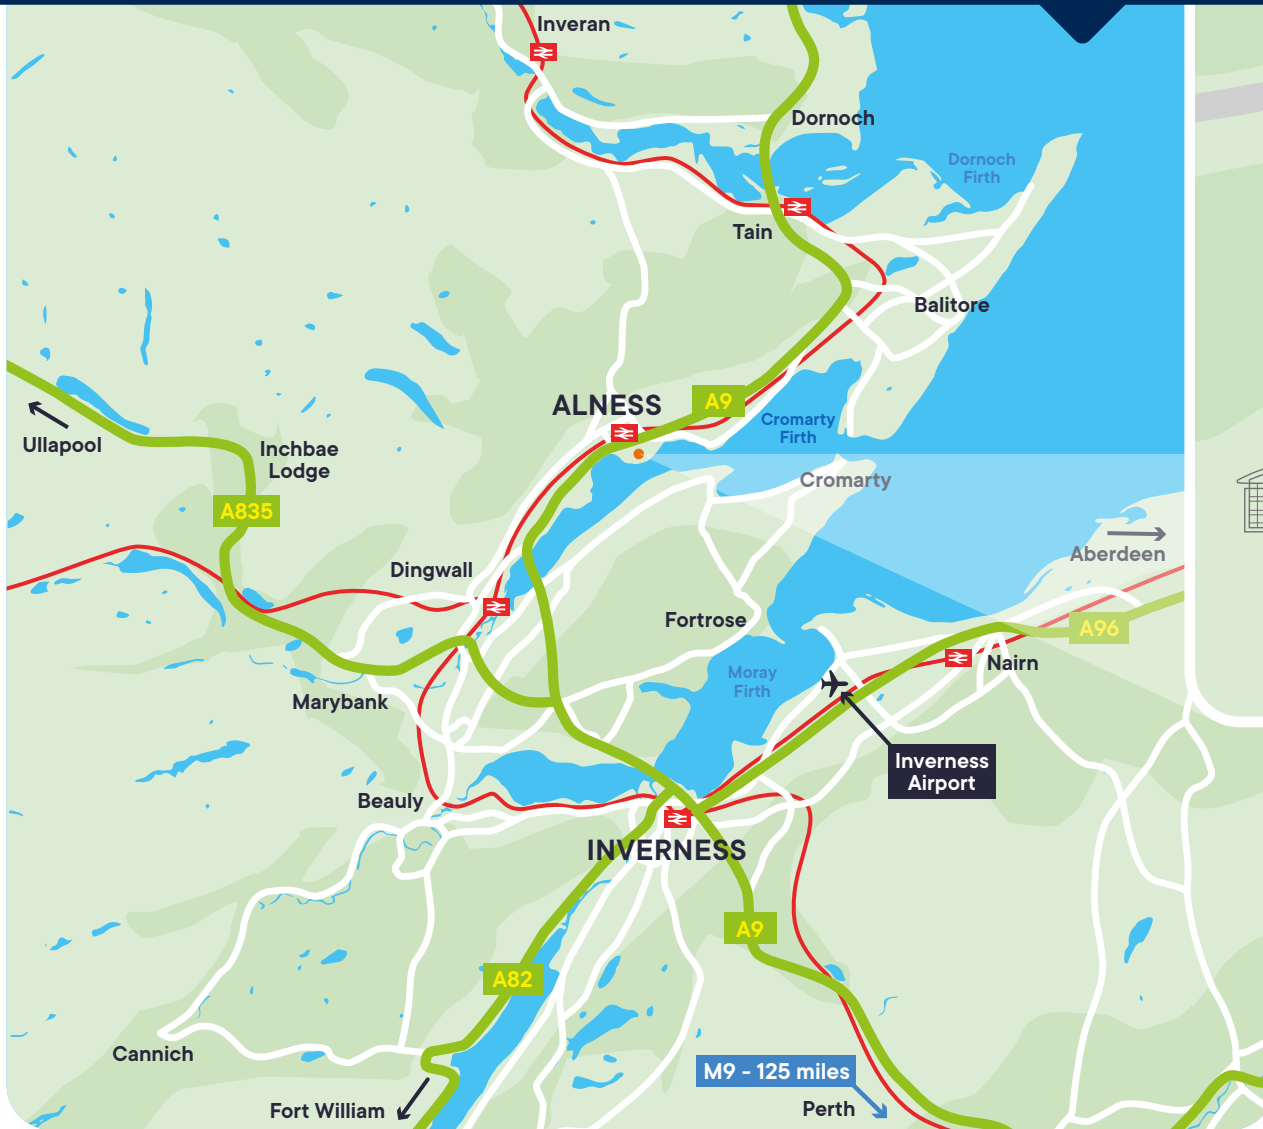 Inveran
Dornoch
Dornoch
Firth
Tain
Balitore
ALNESS
A9
Cromarty
Firth
Ullapool
Inchbae
Lodge
Cromarty
A835
Aberdeen
Dingwall
Fortrose
A96
Moray
Firth
Nairn
Marybank
Inverness
Airport
Beauly
INVERNESS
A9
A82
Cannich
M9 - 125 miles
Fort William
Perth